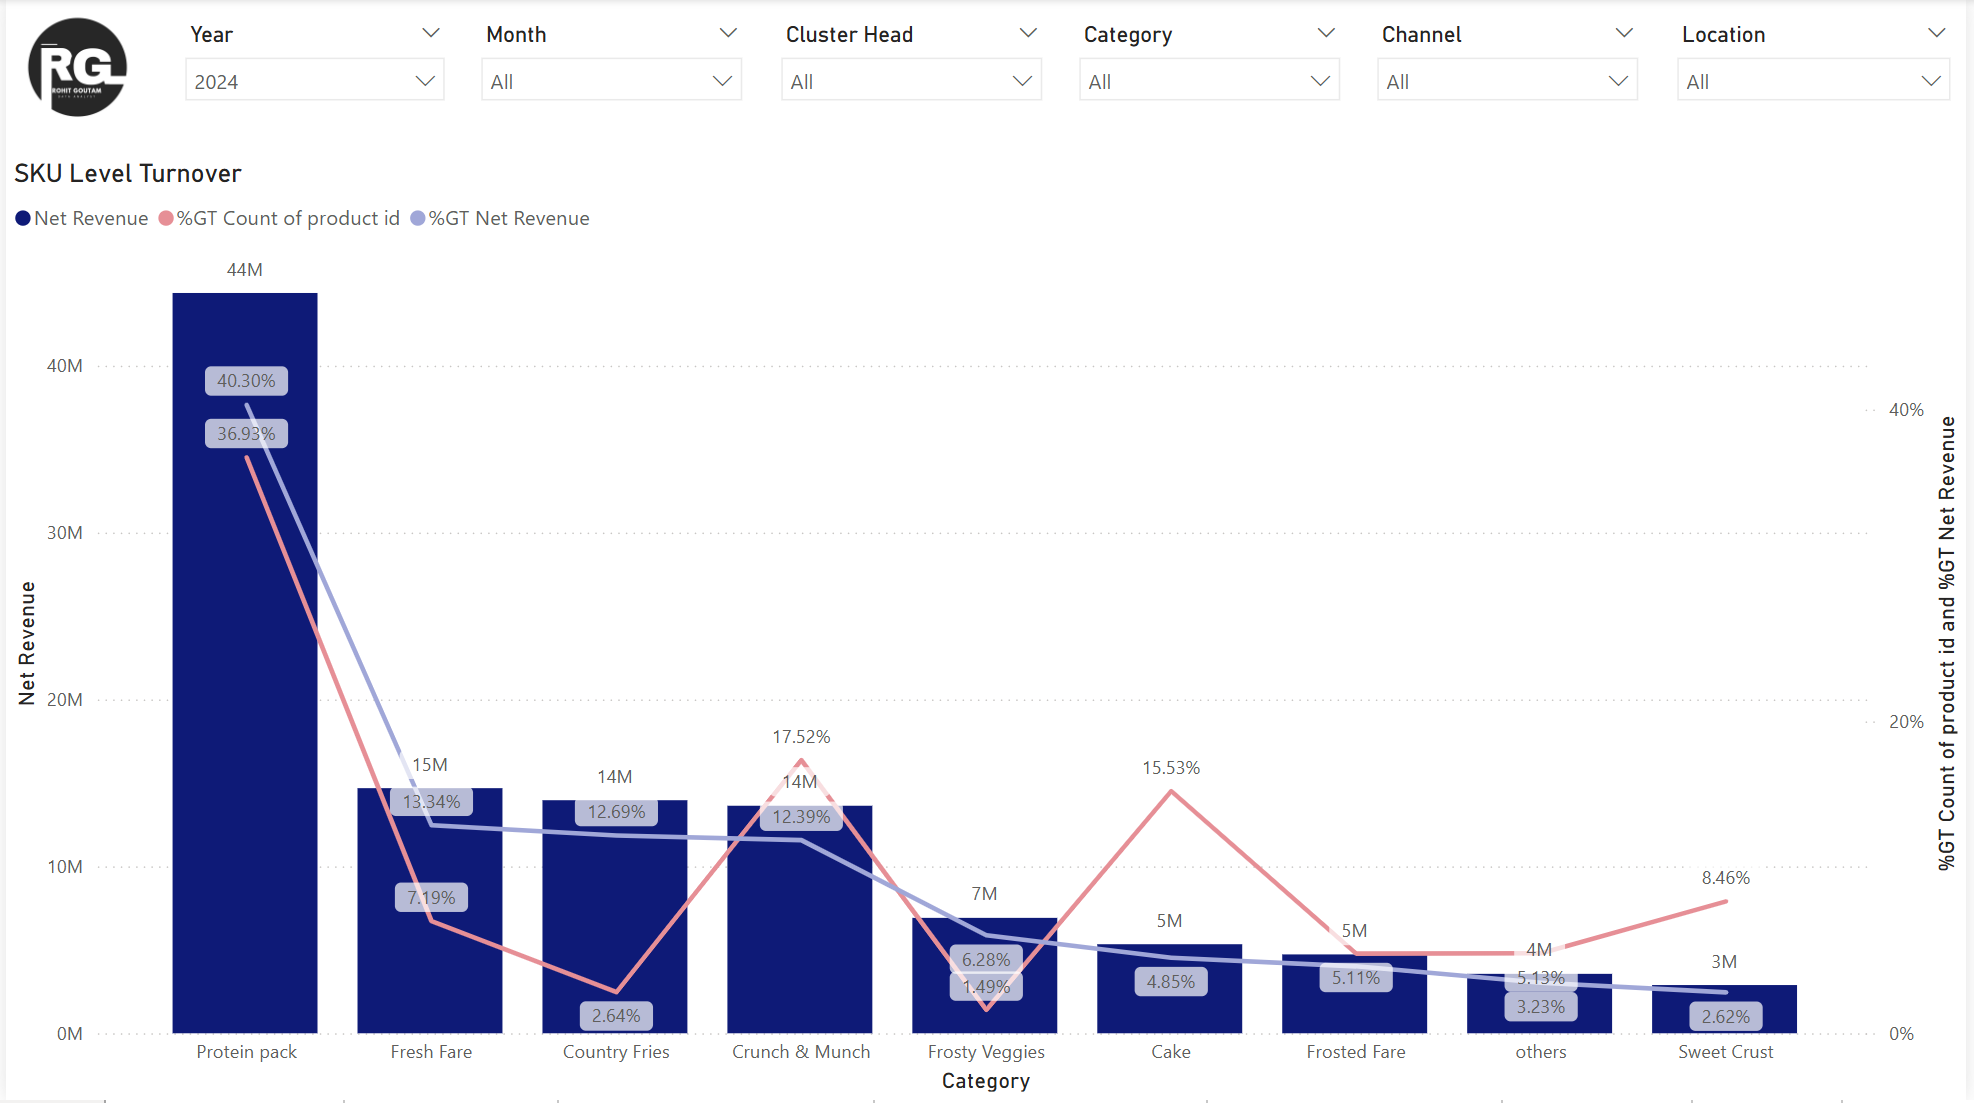 RG
ROHIT GOUTAM
DATA ANALYST
Year Month Cluster Head Category Channel Location
2024 All All All All All
SKU Level Turnover
Net Revenue %GT Count of product id %GT Net Revenue
44M
40M
40.30%
40%
36.93%
30M
20M
20%
17.52%
15M
15.53%
14M
14M
13.34%
12.69%
12.39%
10M
7M
8.46%
7.19%
5M
5M
4M
3M
6.28%
1.49%
4.85%
5.11%
5.13%
3.23%
2.64%
2.62%
0M
0%
Protein pack Fresh Fare Country Fries Crunch & Munch Frosty Veggies Cake Frosted Fare others Sweet Crust
Category
Net Revenue
%GT Count of product id and %GT Net Revenue